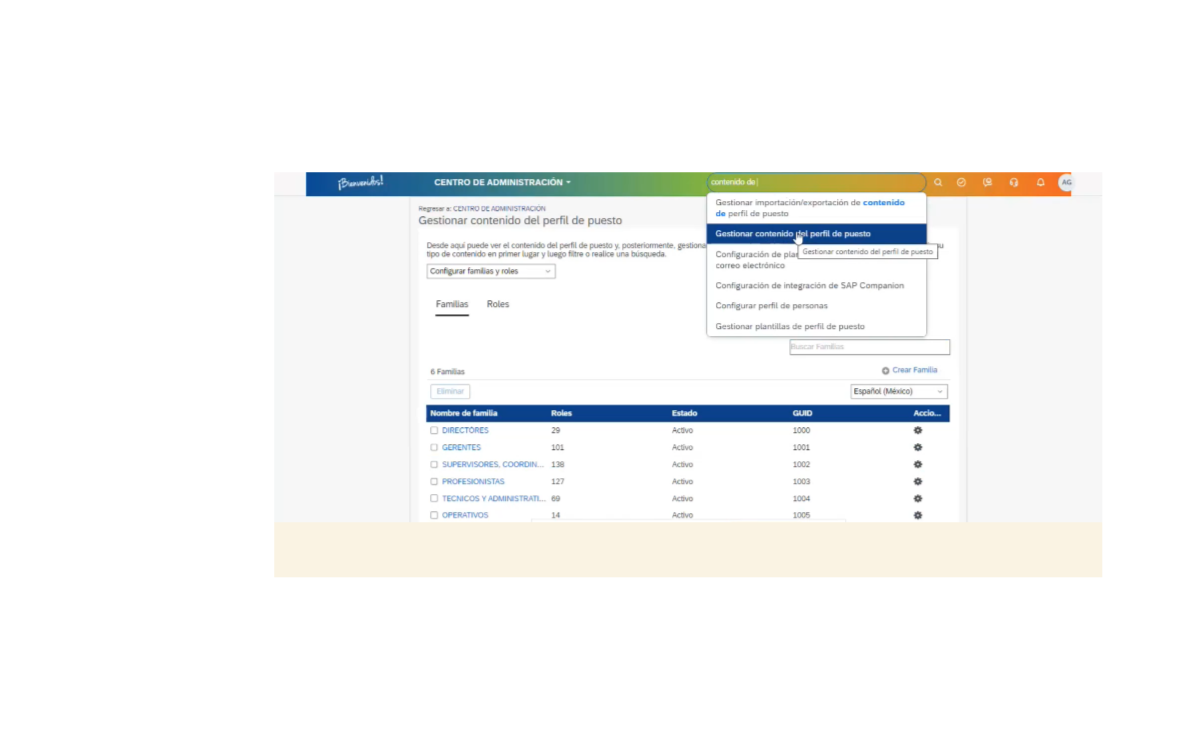 ¡Bienvenid@s!
CENTRO DE ADMINISTRACIÓN
contenido de
AG
Regresar a: CENTRO DE ADMINISTRACIÓN
Gestionar contenido del perfil de puesto
Gestionar importación/exportación de contenido
de perfil de puesto
Gestionar contenido del perfil de puesto
Gestionar contenido del perfil de puesto
Configuración de plan
correo electrónico
Configuración de integración de SAP Companion
Configurar perfil de personas
Gestionar plantillas de perfil de puesto
Desde aquí puede ver el contenido del perfil de puesto y, posteriormente, gestiona
su
tipo de contenido en primer lugar y luego filtre o realice una búsqueda.
Configurar familias y roles
Familias Roles
Buscar Familias
6 Familias
Crear Familia
Eliminar
Español (México)
Nombre de familia Roles Estado GUID Accio...
DIRECTORES 29 Activo 1000
GERENTES 101 Activo 1001
SUPERVISORES, COORDIN... 138 Activo 1002
PROFESIONISTAS 127 Activo 1003
TECNICOS Y ADMINISTRATI... 69 Activo 1004
OPERATIVOS 14 Activo 1005